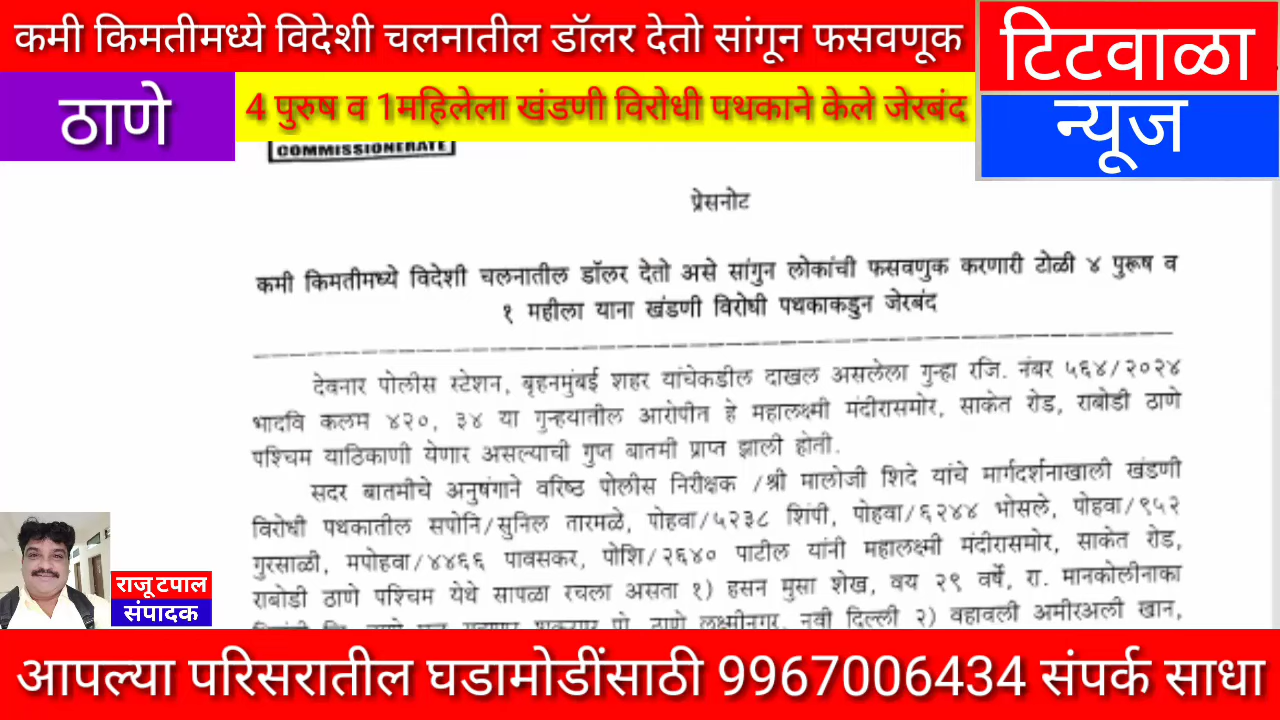 कमी किमतीमध्ये विदेशी चलनातील डॉलर देतो सांगून फसवणूक
टिटवाळा
न्यूज
ठाणे
4 पुरुष व 1महिलेला खंडणी विरोधी पथकाने केले जेरबंद
COMMISSIONERATE
प्रेसनोट
कमी किमतीमध्ये विदेशी चलनातील डॉलर देतो असे सांगुन लोकांची फसवणुक करणारी टोळी ४ पुरूष व
१ महीला याना खंडणी विरोधी पथकाकडुन जेरबंद
देवनार पोलीस स्टेशन, बृहनमुंबई शहर यांचेकडील दाखल असलेला गुन्हा रजि. नंबर ५६४/२०२४
भादवि कलम ४२०, ३४ या गुन्हयातील आरोपीत हे महालक्ष्मी मंदीरासमोर, साकेत रोड, राबोडी ठाणे
पश्चिम याठिकाणी येणार असल्याची गुप्त बातमी प्राप्त झाली होती.
सदर बातमीचे अनुषंगाने वरिष्ठ पोलीस निरीक्षक /श्री मालोजी शिदे यांचे मार्गदर्शनाखाली खंडणी
विरोधी पथकातील सपोनि/सुनिल तारमळे, पोहवा/५२३८ शिंपी, पोहवा/६२४४ भोसले, पोहवा/९५२
गुरसाळी, मपोहवा/४४६६ पावसकर, पोशि/२६४० पाटील यांनी महालक्ष्मी मंदीरासमोर, साकेत रोड,
राबोडी ठाणे पश्चिम येथे सापळा रचला असता १) हसन मुसा शेख, वय २९ वर्षे, रा. मानकोलीनाका
ठाणे लक्ष्मीनगर, नवी दिल्ली २) वहावली अमीरअली खान,
राजू टपाल
संपादक
आपल्या परिसरातील घडामोडींसाठी 9967006434 संपर्क साधा